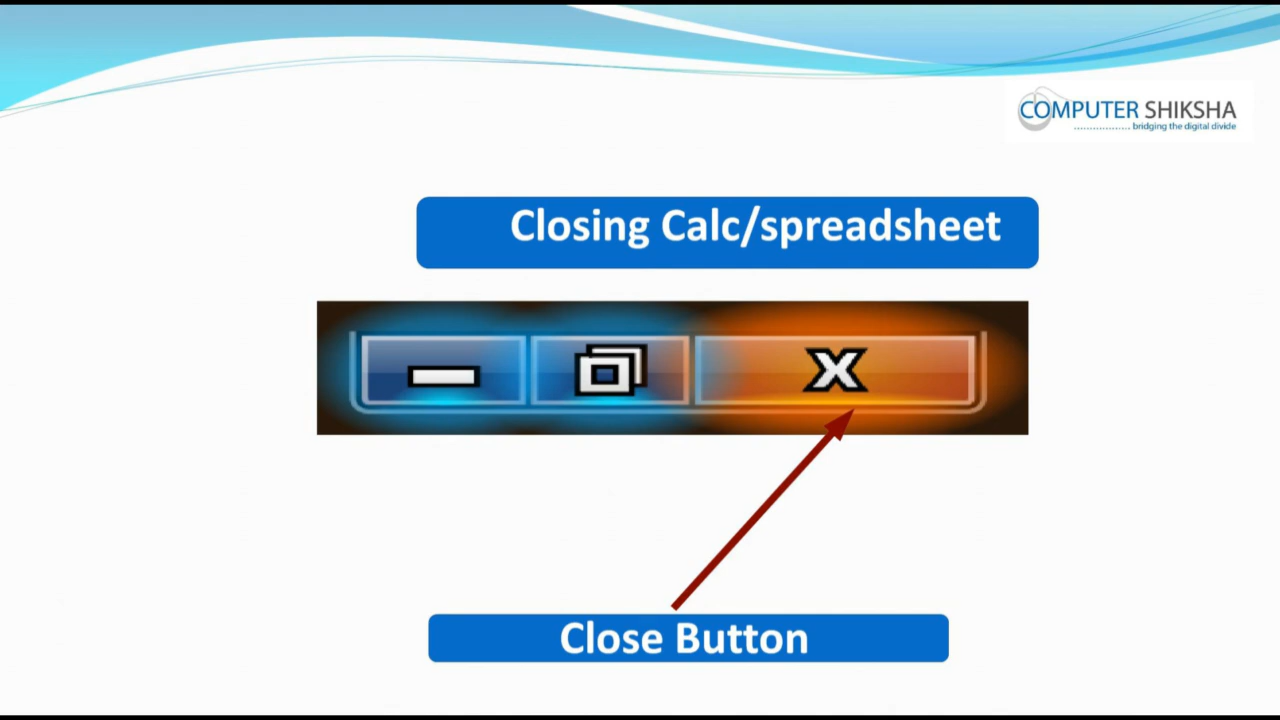 COMPUTER SHIKSHA
bridging the digital divide
Closing Calc/spreadsheet
Close Button